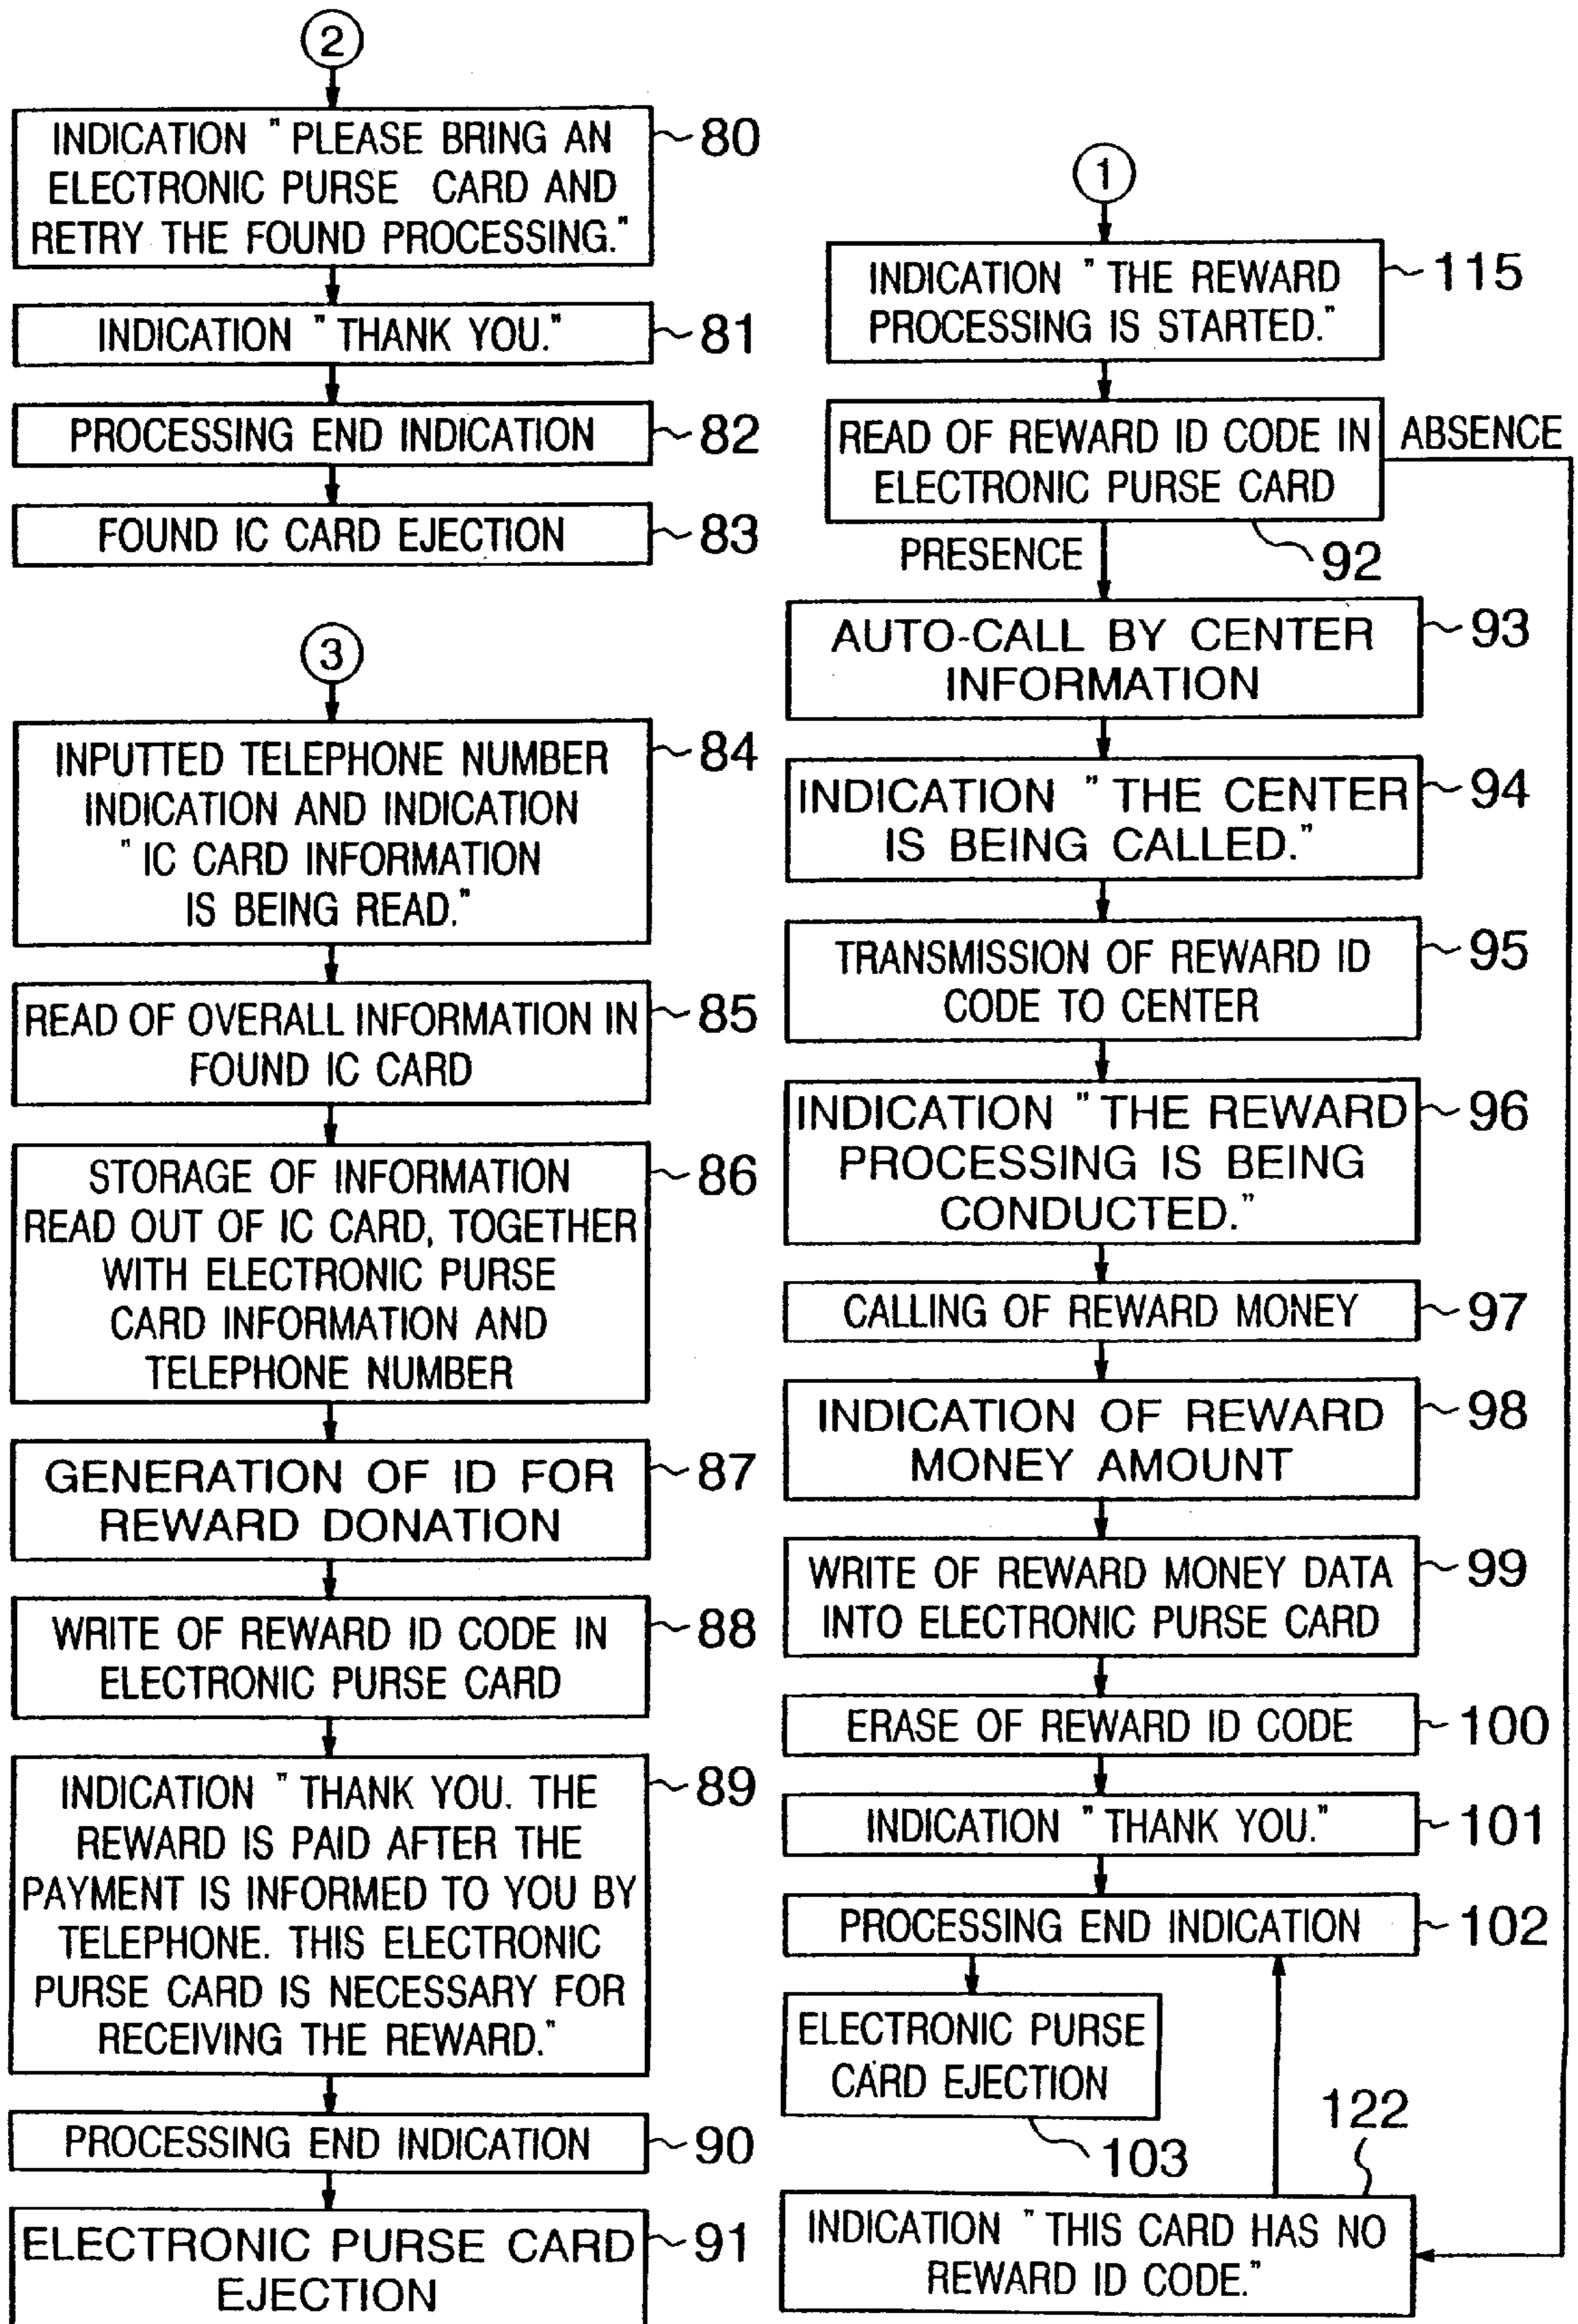 2
INDICATION " PLEASE BRING AN
ELECTRONIC PURSE CARD AND
RETRY THE FOUND PROCESSING."
80
INDICATION " THANK YOU."
81
PROCESSING END INDICATION
82
FOUND IC CARD EJECTION
83
3
INPUTTED TELEPHONE NUMBER
INDICATION AND INDICATION
" IC CARD INFORMATION
IS BEING READ."
84
READ OF OVERALL INFORMATION IN
FOUND IC CARD
85
STORAGE OF INFORMATION
READ OUT OF IC CARD, TOGETHER
WITH ELECTRONIC PURSE
CARD INFORMATION AND
TELEPHONE NUMBER
86
GENERATION OF ID FOR
REWARD DONATION
87
WRITE OF REWARD ID CODE IN
ELECTRONIC PURSE CARD
88
INDICATION " THANK YOU. THE
REWARD IS PAID AFTER THE
PAYMENT IS INFORMED TO YOU BY
TELEPHONE. THIS ELECTRONIC
PURSE CARD IS NECESSARY FOR
RECEIVING THE REWARD."
89
PROCESSING END INDICATION
90
ELECTRONIC PURSE CARD
EJECTION
91
1
INDICATION " THE REWARD
PROCESSING IS STARTED."
115
READ OF REWARD ID CODE IN
ELECTRONIC PURSE CARD
ABSENCE
PRESENCE
92
AUTO-CALL BY CENTER
INFORMATION
93
INDICATION " THE CENTER
IS BEING CALLED."
94
TRANSMISSION OF REWARD ID
CODE TO CENTER
95
INDICATION " THE REWARD
PROCESSING IS BEING
CONDUCTED."
96
CALLING OF REWARD MONEY
97
INDICATION OF REWARD
MONEY AMOUNT
98
WRITE OF REWARD MONEY DATA
INTO ELECTRONIC PURSE CARD
99
ERASE OF REWARD ID CODE
100
INDICATION " THANK YOU."
101
PROCESSING END INDICATION
102
ELECTRONIC PURSE
CARD EJECTION
103
122
INDICATION " THIS CARD HAS NO
REWARD ID CODE."